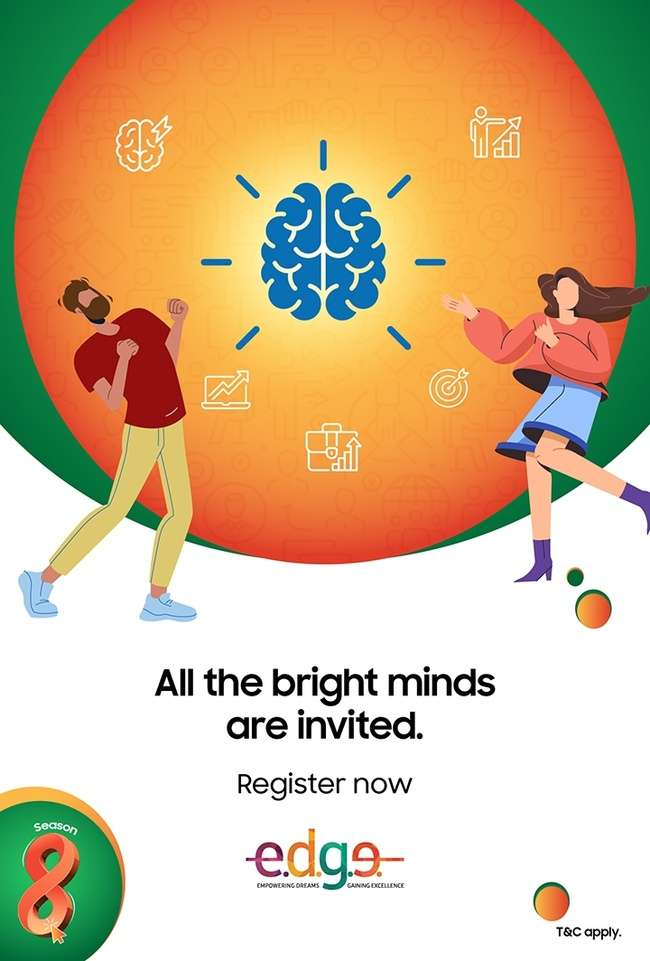 All the bright minds
are invited.
Register now
Season
8
e.d.g.e.
EMPOWERING DREAMS GAINING EXCELLENCE
T&C apply.